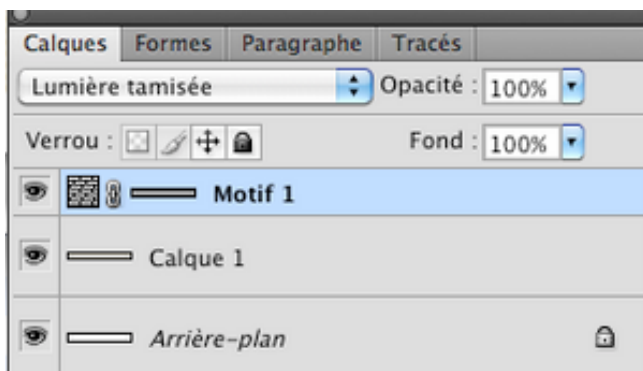 Calques Formes Paragraphe Tracés
Lumière tamisée Opacité : 100%
Verrou : Fond : 100%
Motif 1
Calque 1
Arrière-plan